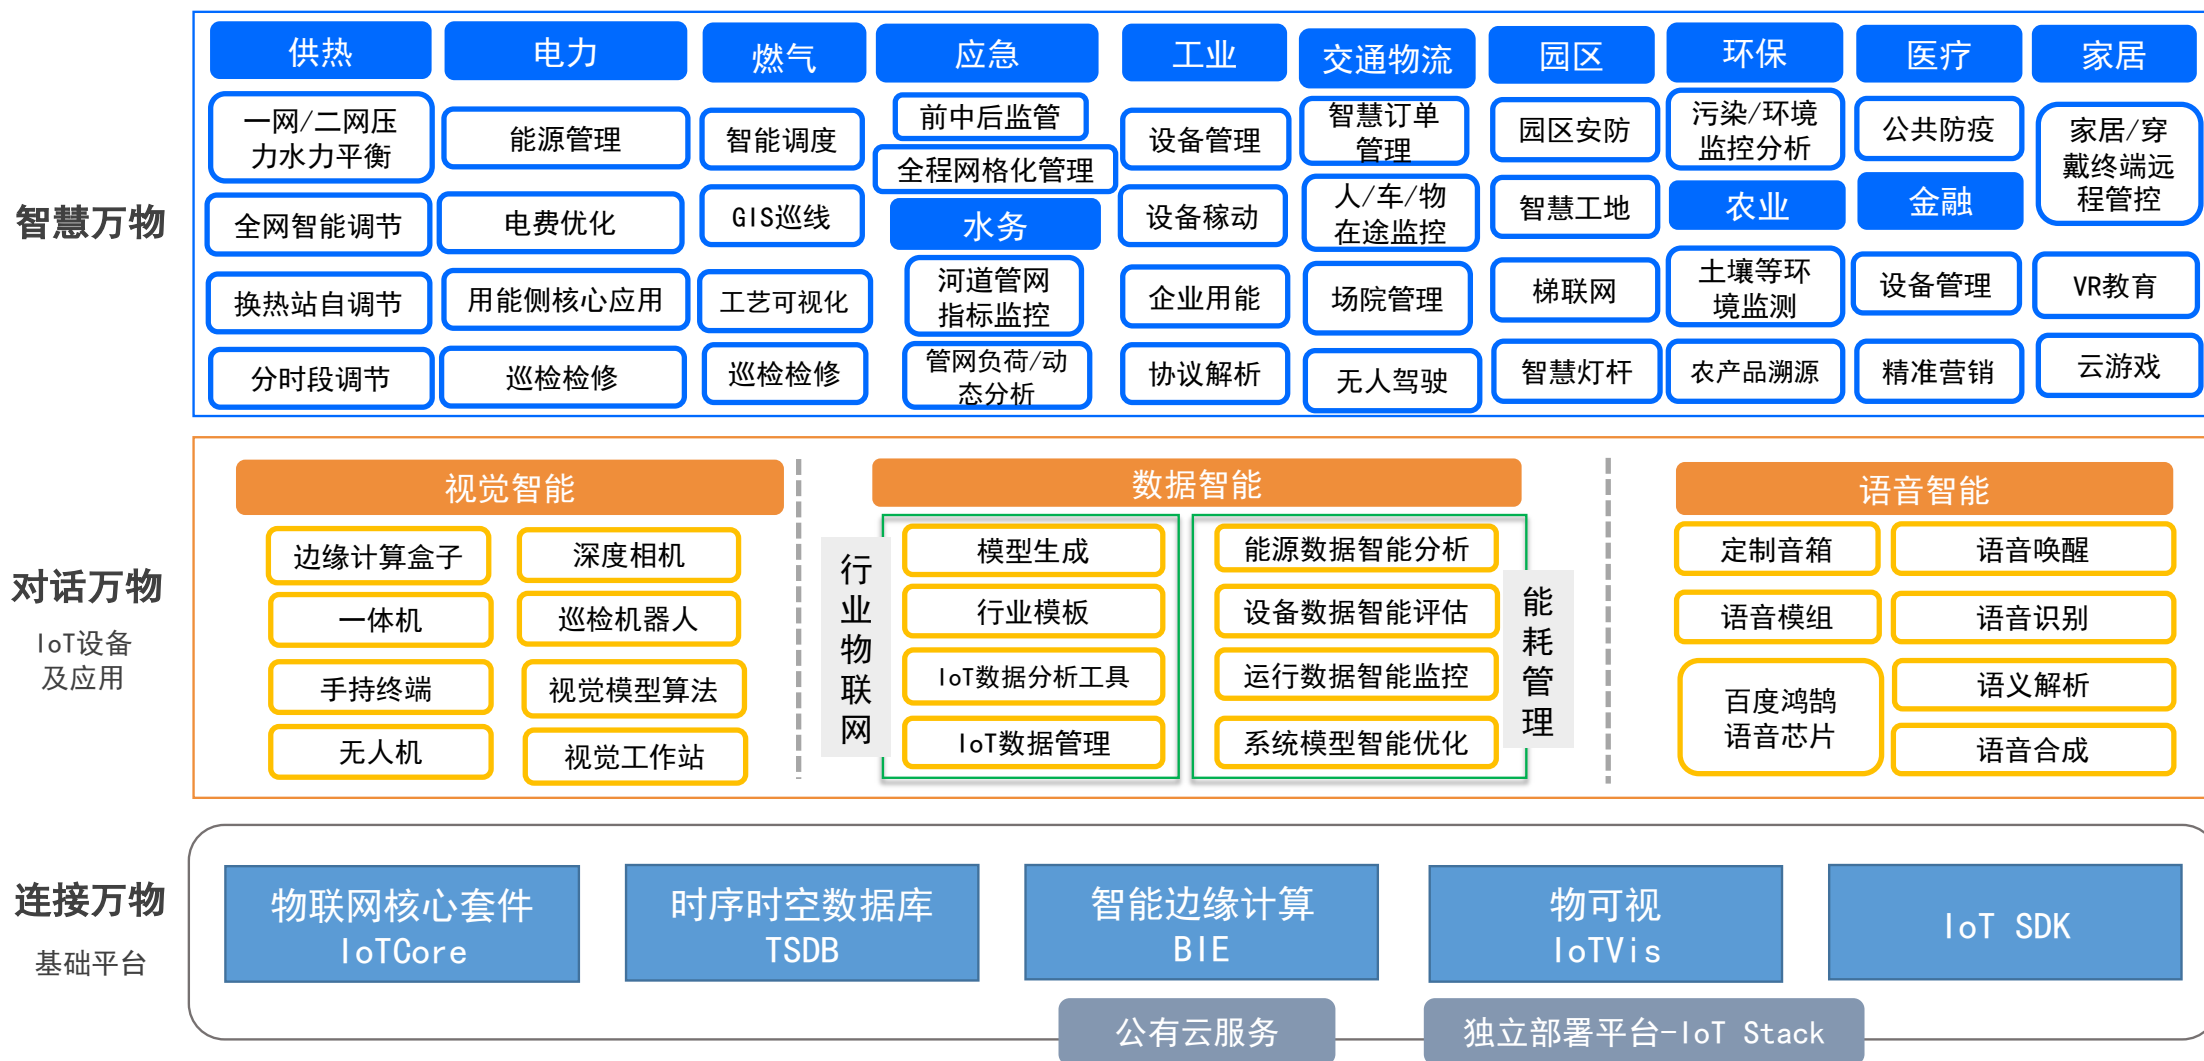 智慧万物
供热
一网/二网压
力水力平衡
全网智能调节
换热站自调节
分时段调节
电力
能源管理
电费优化
用能侧核心应用
巡检检修
燃气
智能调度
GIS巡线
工艺可视化
巡检检修
应急
前中后监管
全程网格化管理
水务
河道管网
指标监控
管网负荷/动
态分析
工业
设备管理
设备稼动
企业用能
协议解析
交通物流
智慧订单
管理
人/车/物
在途监控
场院管理
无人驾驶
园区
园区安防
智慧工地
梯联网
智慧灯杆
环保
污染/环境
监控分析
农业
土壤等环
境监测
农产品溯源
医疗
公共防疫
金融
设备管理
精准营销
家居
家居/穿
戴终端远
程管控
VR教育
云游戏
对话万物
IoT设备
及应用
视觉智能
边缘计算盒子
深度相机
一体机
巡检机器人
手持终端
视觉模型算法
无人机
视觉工作站
数据智能
行业物联网
模型生成
行业模板
IoT数据分析工具
IoT数据管理
能源数据智能分析
设备数据智能评估
运行数据智能监控
系统模型智能优化
能耗管理
语音智能
定制音箱
语音唤醒
语音模组
语音识别
百度鸿鹄
语音芯片
语义解析
语音合成
连接万物
基础平台
物联网核心套件
IoTCore
时序时空数据库
TSDB
智能边缘计算
BIE
物可视
IoTVis
IoT SDK
公有云服务
独立部署平台-IoT Stack